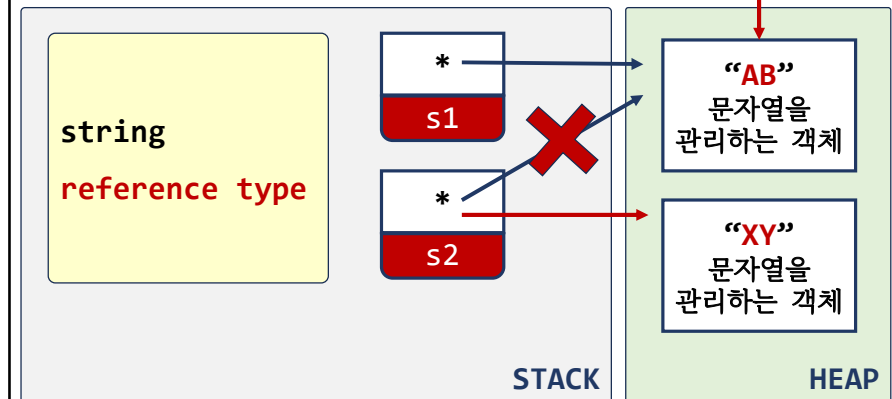 string
reference type
*
s1
*
s2
STACK
“AB”
문자열을
관리하는 객체
“XY”
문자열을
관리하는 객체
HEAP